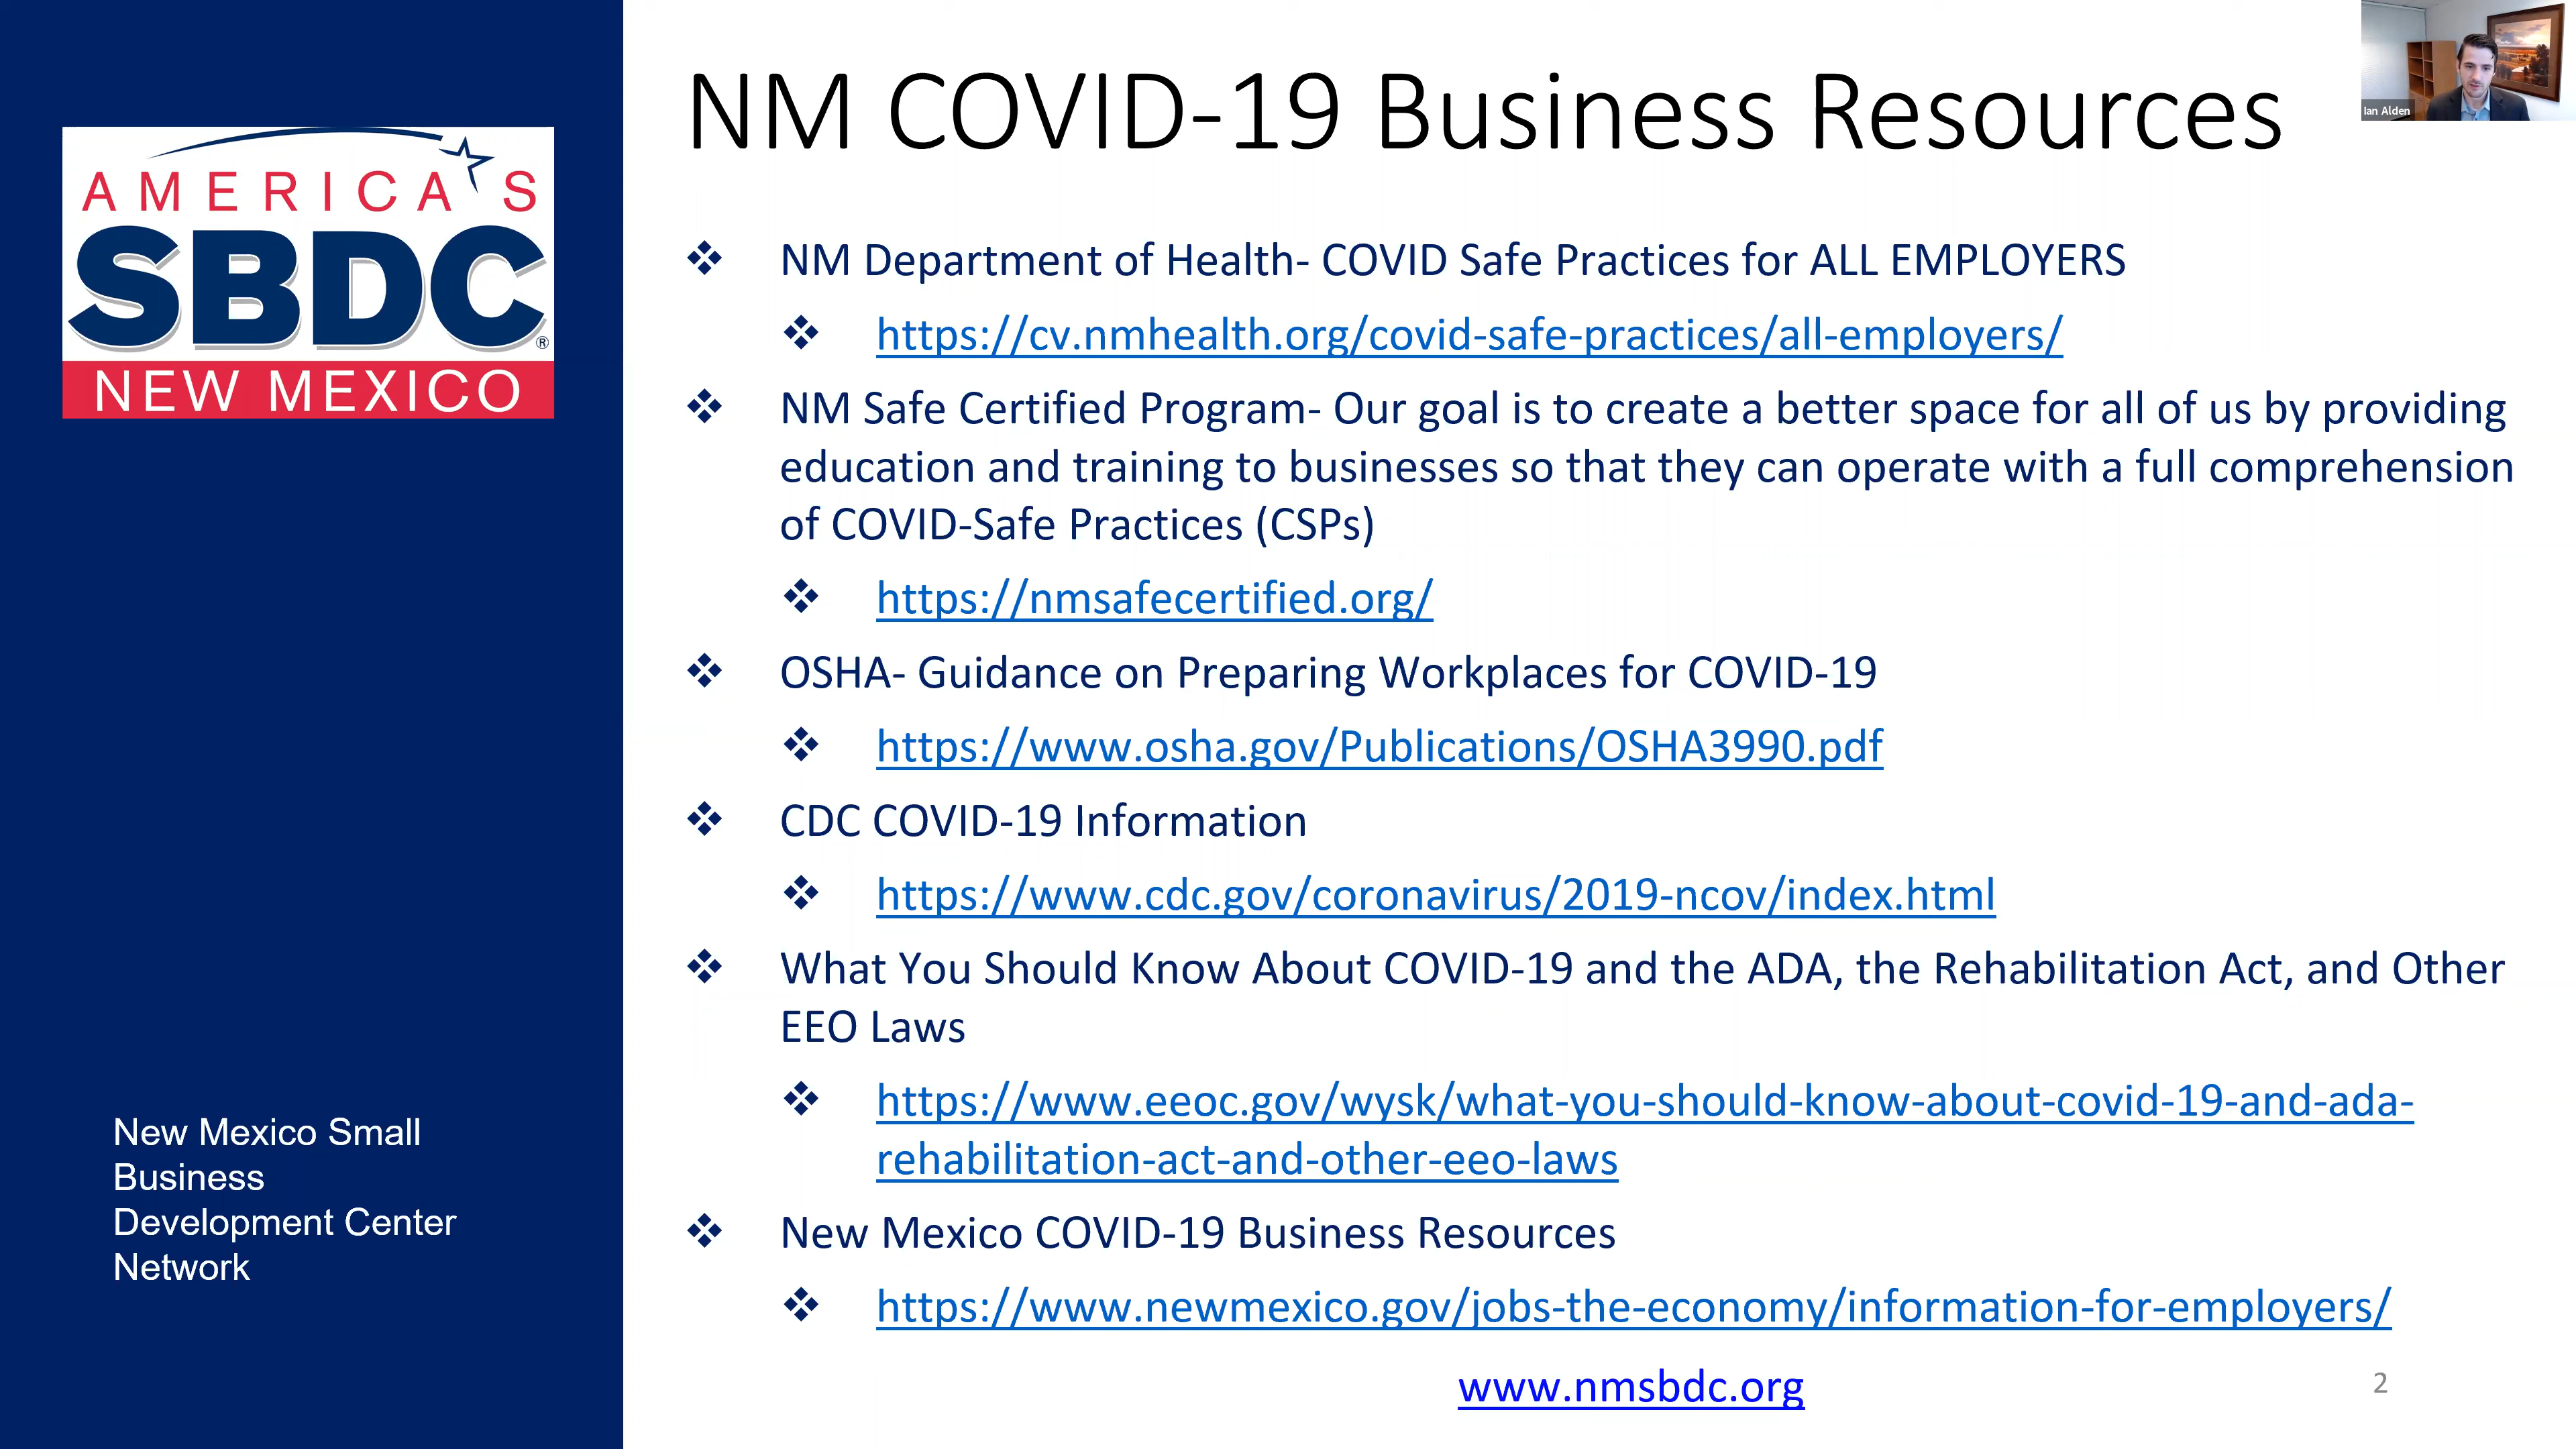 NM COVID-19 Business Resources
Ian Alden
AMERICA'S
SBDC®
NEW MEXICO
❖ NM Department of Health- COVID Safe Practices for ALL EMPLOYERS
❖ https://cv.nmhealth.org/covid-safe-practices/all-employers/
❖ NM Safe Certified Program- Our goal is to create a better space for all of us by providing
education and training to businesses so that they can operate with a full comprehension
of COVID-Safe Practices (CSPs)
❖ https://nmsafecertified.org/
❖ OSHA- Guidance on Preparing Workplaces for COVID-19
❖ https://www.osha.gov/Publications/OSHA3990.pdf
❖ CDC COVID-19 Information
❖ https://www.cdc.gov/coronavirus/2019-ncov/index.html
❖ What You Should Know About COVID-19 and the ADA, the Rehabilitation Act, and Other
EEO Laws
❖ https://www.eeoc.gov/wysk/what-you-should-know-about-covid-19-and-ada-
rehabilitation-act-and-other-eeo-laws
❖ New Mexico COVID-19 Business Resources
❖ https://www.newmexico.gov/jobs-the-economy/information-for-employers/
New Mexico Small
Business
Development Center
Network
www.nmsbdc.org
2